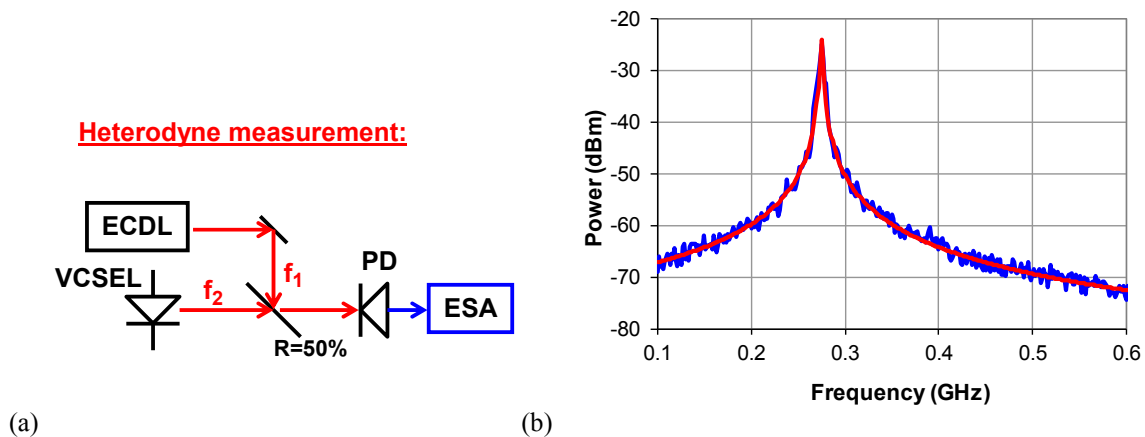 Heterodyne measurement:
ECDL
VCSEL
f1
f2
PD
ESA
R=50%
(a)
(b)
-20
-30
-40
-50
-60
-70
-80
Power (dBm)
0.1 0.2 0.3 0.4 0.5 0.6
Frequency (GHz)